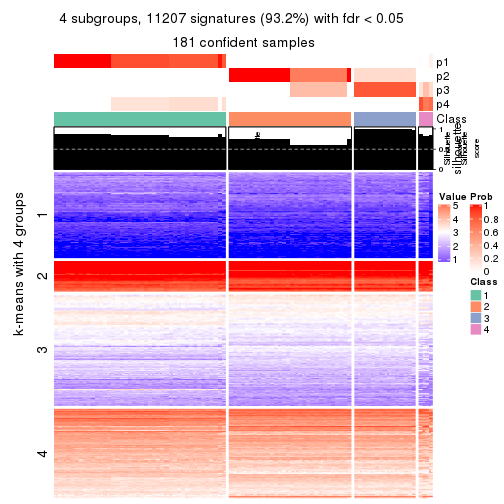 4 subgroups, 11207 signatures (93.2%) with fdr < 0.05
181 confident samples
p1
p2
p3
p4
Class
1
0.5
0
Silhouette
silhouette
Silhouette
score
k-means with 4 groups
1
2
3
4
Value
5
4
3
2
1
Prob
1
0.8
0.6
0.4
0.2
0
Class
1
2
3
4